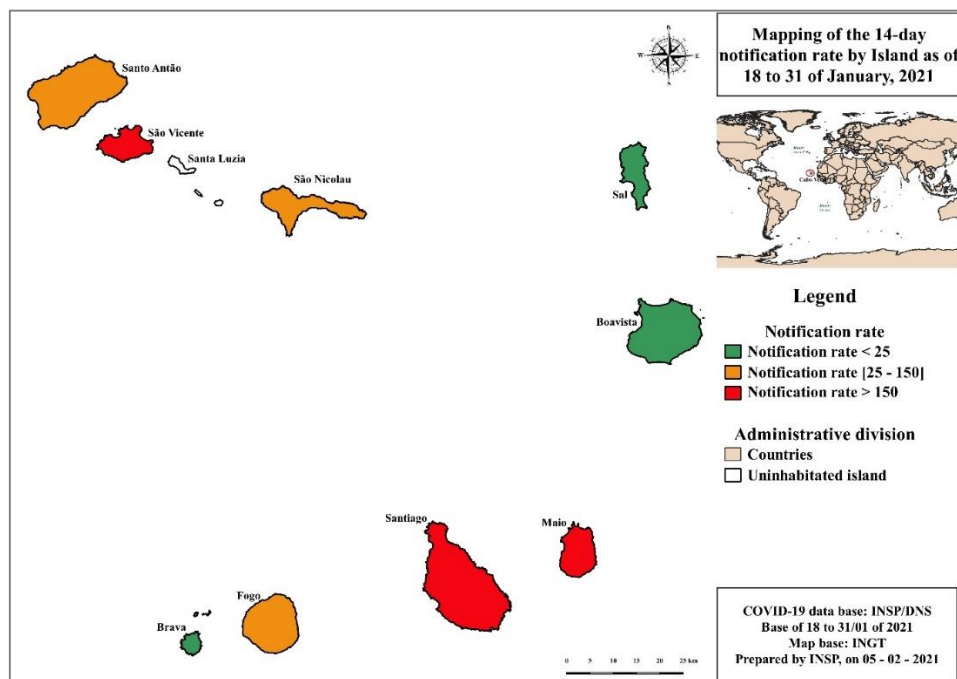 Mapping of the 14-day
notification rate by Island as of
18 to 31 of January, 2021
N
W
E
S
Santo Antão
São Vicente
Santa Luzia
São Nicolau
Sal
Boavista
Santiago
Maio
Fogo
Brava
Cabo
Legend
Notification rate
Notification rate < 25
Notification rate [25 - 150]
Notification rate > 150
Administrative division
Countries
Uninhabitated island
0 5 10 15 20 25 km
COVID-19 data base: INSP/DNS
Base of 18 to 31/01 of 2021
Map base: INGT
Prepared by INSP, on 05 - 02 - 2021